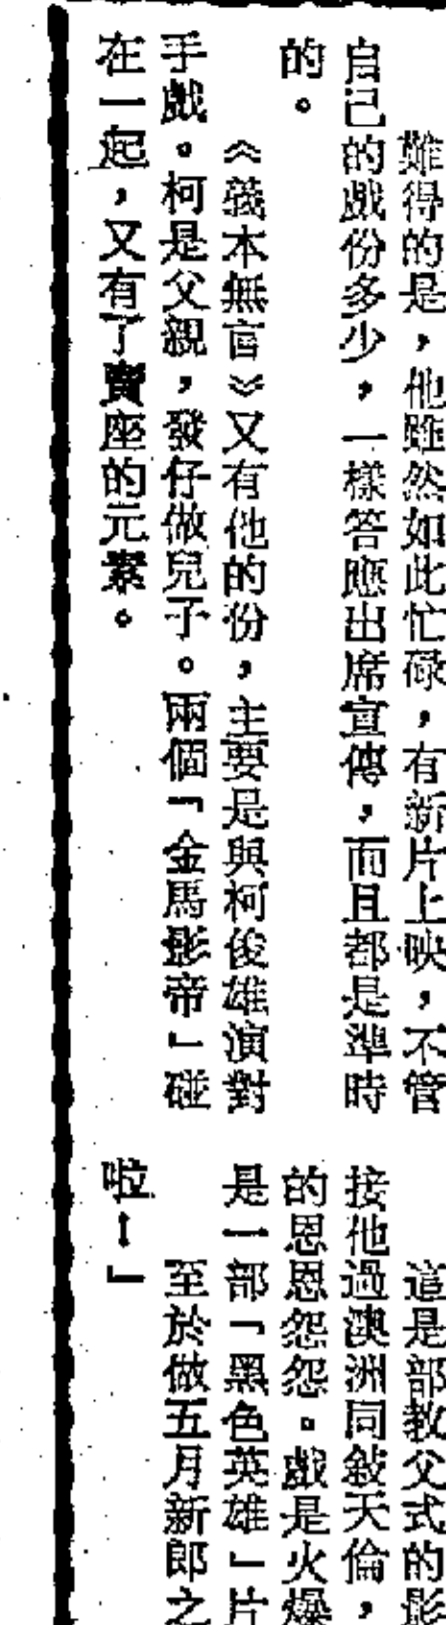 難得的是，他雖然如此忙碌，有新片上映，不管
自己的戲份多少，一樣答應出席宣傳，而且都是準時
的。
《義本無言》又有他的份，主要是與柯俊雄演對
手戲。柯是父親，發仔做兒子。兩個「金馬影帝」碰
在一起，又有了賣座的元素。
這是部教父式的影
接他過澳洲同敍天倫，
的恩恩怨怨。戲是火爆
是一部「黑色英雄」片
至於做五月新郎之
啦！」